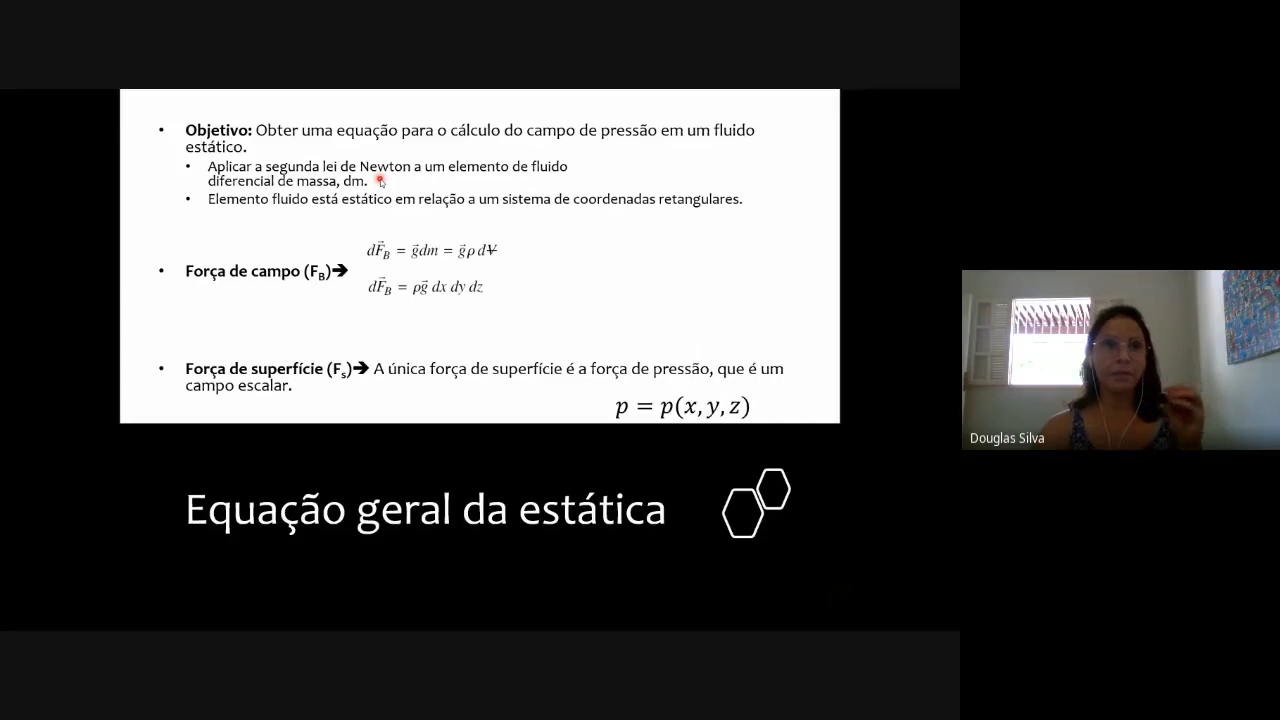 • Objetivo: Obter uma equação para o cálculo do campo de pressão em um fluido
estático.
• Aplicar a segunda lei de Newton a um elemento de fluido
diferencial de massa, dm.
• Elemento fluido está estático em relação a um sistema de coordenadas retangulares.
• Força de campo (F_B)➔
dF⃗_B = g⃗dm = g⃗ρ dV̶
dF⃗_B = ρg⃗ dx dy dz
• Força de superfície (F_s)➔ A única força de superfície é a força de pressão, que é um
campo escalar.
p = p(x, y, z)
Equação geral da estática
Douglas Silva